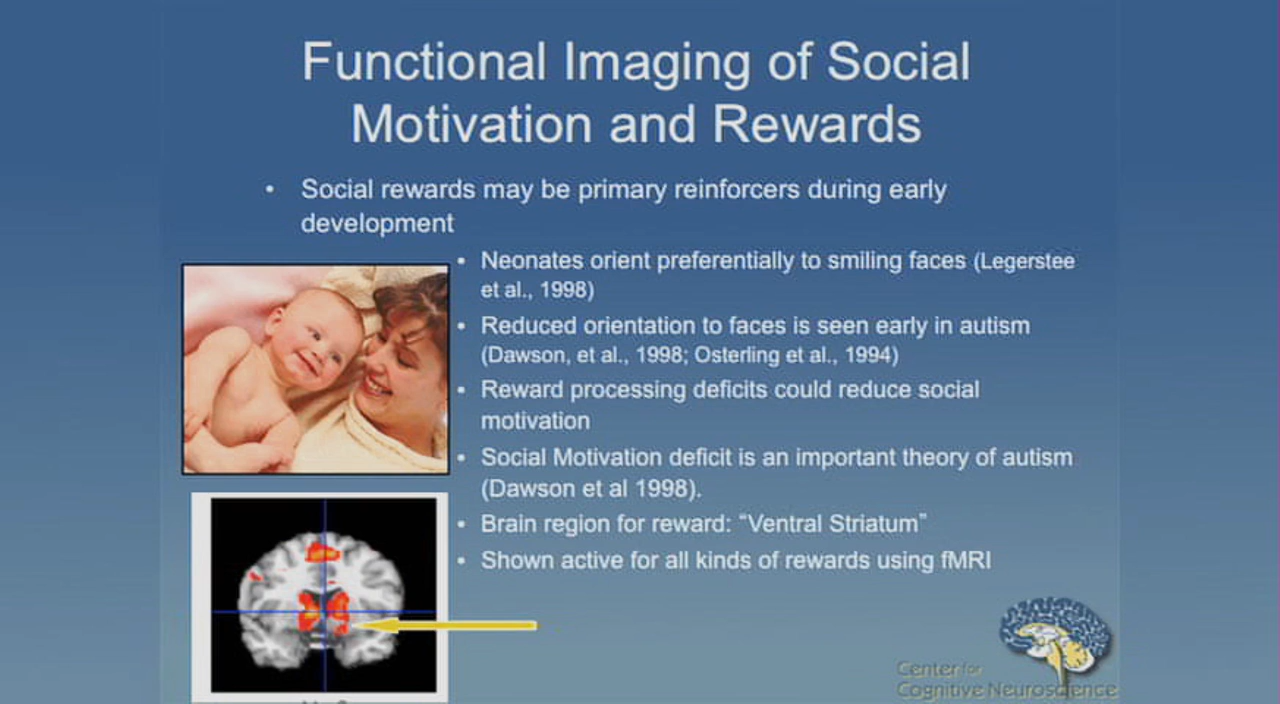 Functional Imaging of Social
Motivation and Rewards
• Social rewards may be primary reinforcers during early
development
• Neonates orient preferentially to smiling faces (Legerstee
et al., 1998)
• Reduced orientation to faces is seen early in autism
(Dawson, et al., 1998; Osterling et al., 1994)
• Reward processing deficits could reduce social
motivation
• Social Motivation deficit is an important theory of autism
(Dawson et al 1998).
• Brain region for reward: “Ventral Striatum”
• Shown active for all kinds of rewards using fMRI
Center for
Cognitive Neuroscience